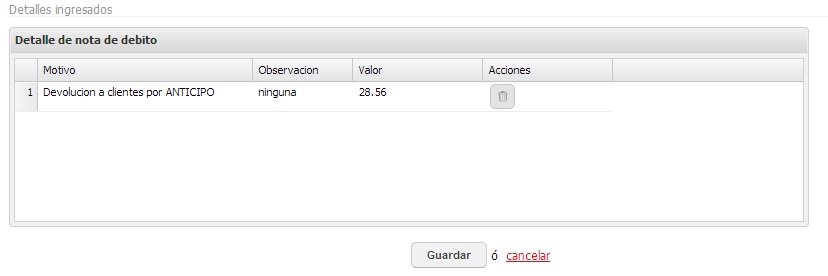 Detalles ingresados
Detalle de nota de debito
Motivo Observacion Valor Acciones
1 Devolucion a clientes por ANTICIPO ninguna 28.56
Guardar ó cancelar